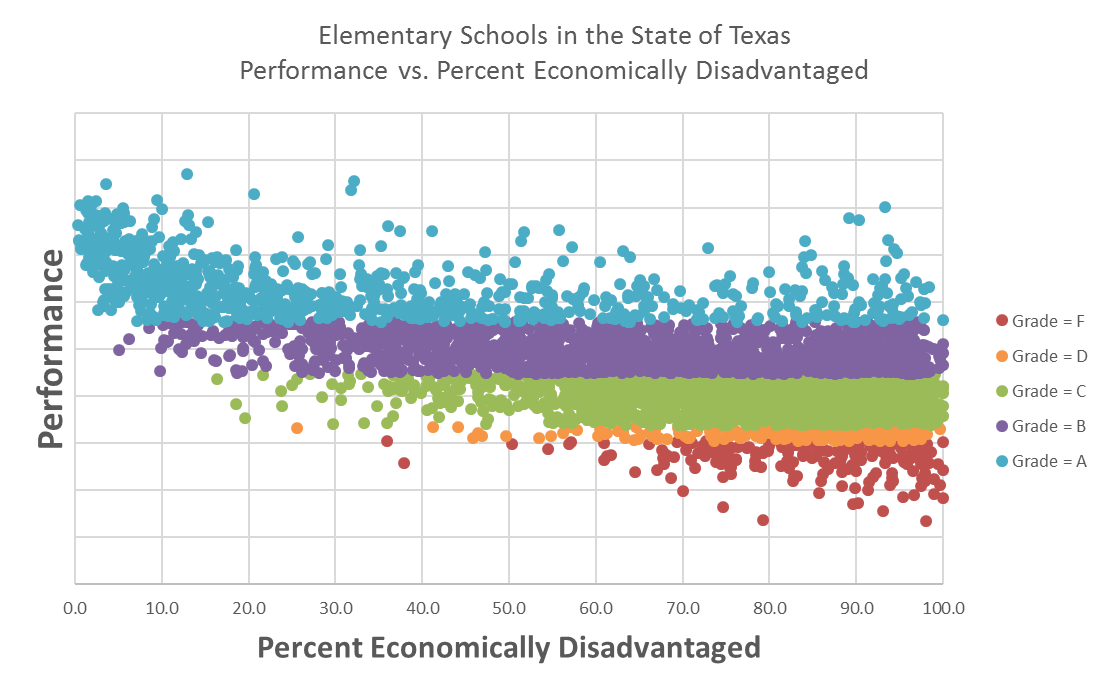 Elementary Schools in the State of Texas
Performance vs. Percent Economically Disadvantaged
Performance
Grade = F
Grade = D
Grade = C
Grade = B
Grade = A
0.0 10.0 20.0 30.0 40.0 50.0 60.0 70.0 80.0 90.0 100.0
Percent Economically Disadvantaged